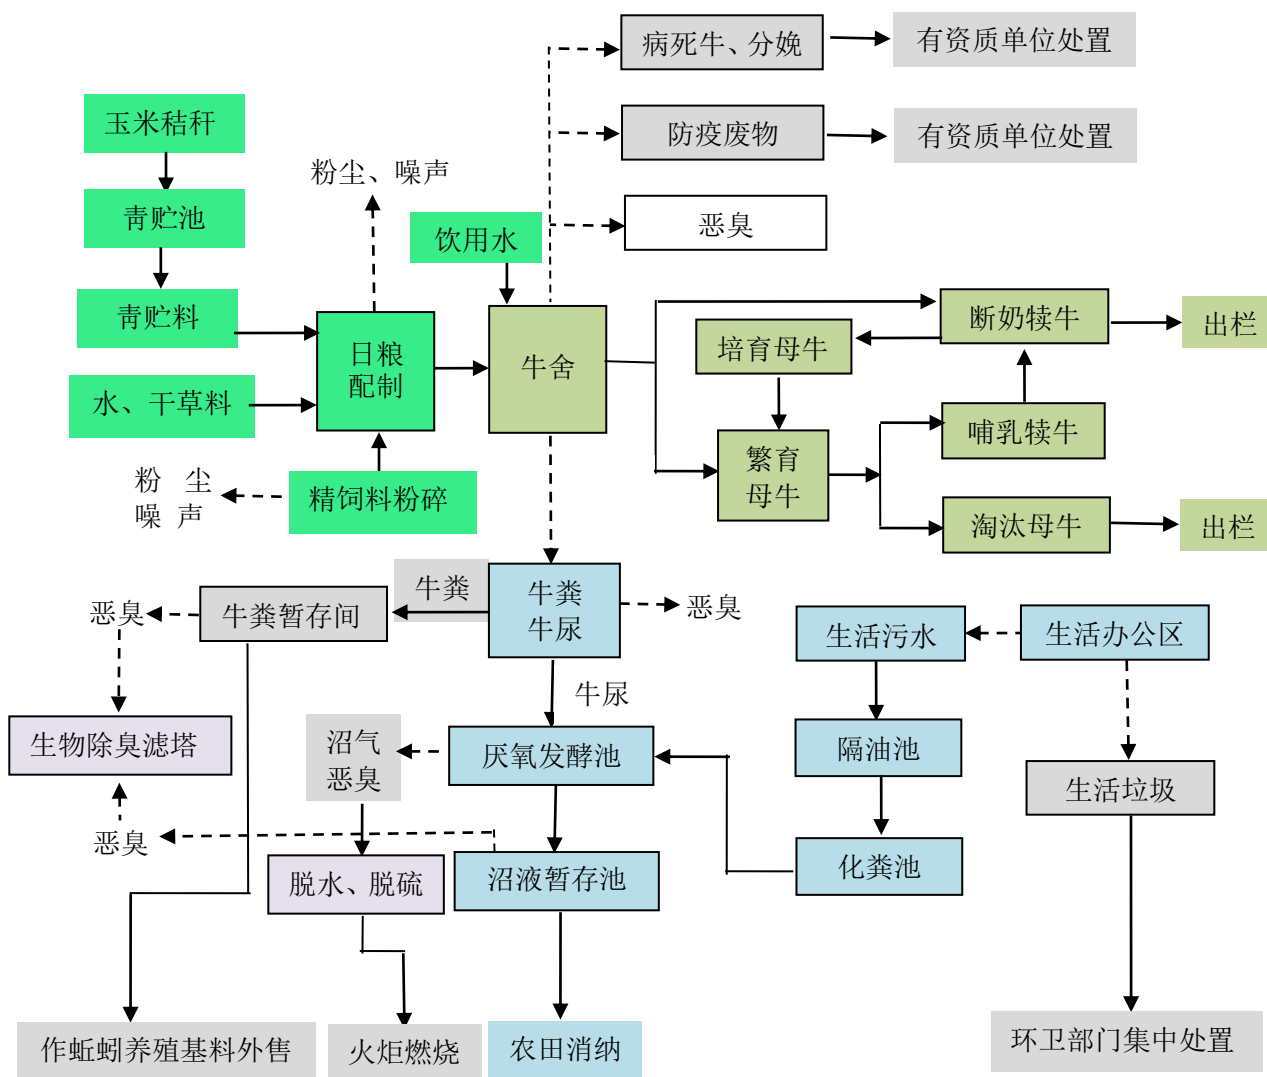 病死牛、分娩
有资质单位处置
玉米秸秆
防疫废物
有资质单位处置
粉尘、噪声
青贮池
恶臭
饮用水
青贮料
日粮
配制
牛舍
断奶犊牛
出栏
培育母牛
水、干草料
哺乳犊牛
繁育
母牛
粉 尘
噪 声
精饲料粉碎
淘汰母牛
出栏
牛粪
牛粪
牛尿
恶臭
牛粪暂存间
恶臭
生活污水
生活办公区
牛尿
生物除臭滤塔
沼气
恶臭
厌氧发酵池
隔油池
生活垃圾
恶臭
脱水、脱硫
沼液暂存池
化粪池
作蚯蚓养殖基料外售
火炬燃烧
农田消纳
环卫部门集中处置